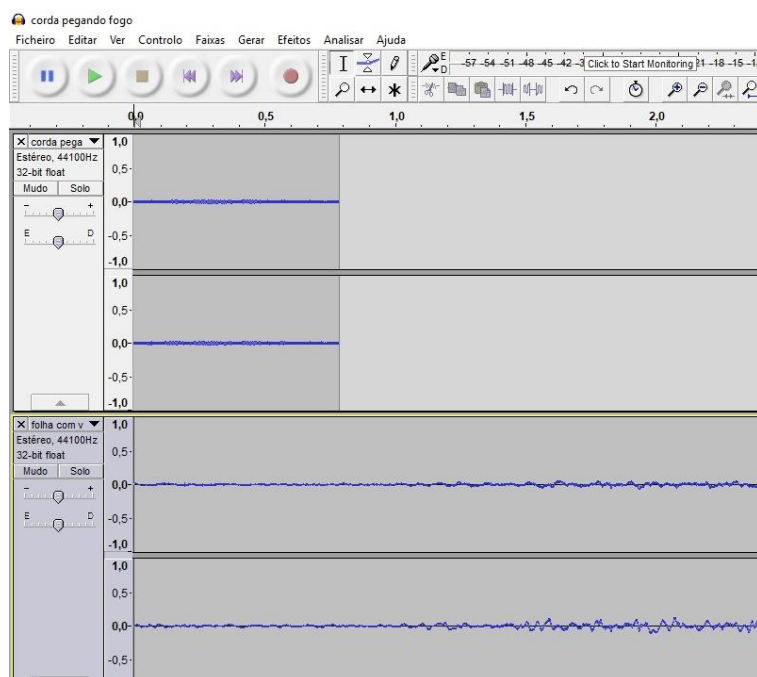 corda pegando fogo
Ficheiro Editar Ver Controlo Faixas Gerar Efeitos Analisar Ajuda
E
D
-57 -54 -51 -48 -45 -42 Click to Start Monitoring -18 -15
0,0 0,5 1,0 1,5 2,0
corda pega
Estéreo, 44100Hz
32-bit float
Mudo Solo
- +
E D
1,0
0,5
0,0
-0,5
-1,0
1,0
0,5
0,0
-0,5
-1,0
folha com v
Estéreo, 44100Hz
32-bit float
Mudo Solo
- +
E D
1,0
0,5
0,0
-0,5
-1,0
1,0
0,5
0,0
-0,5